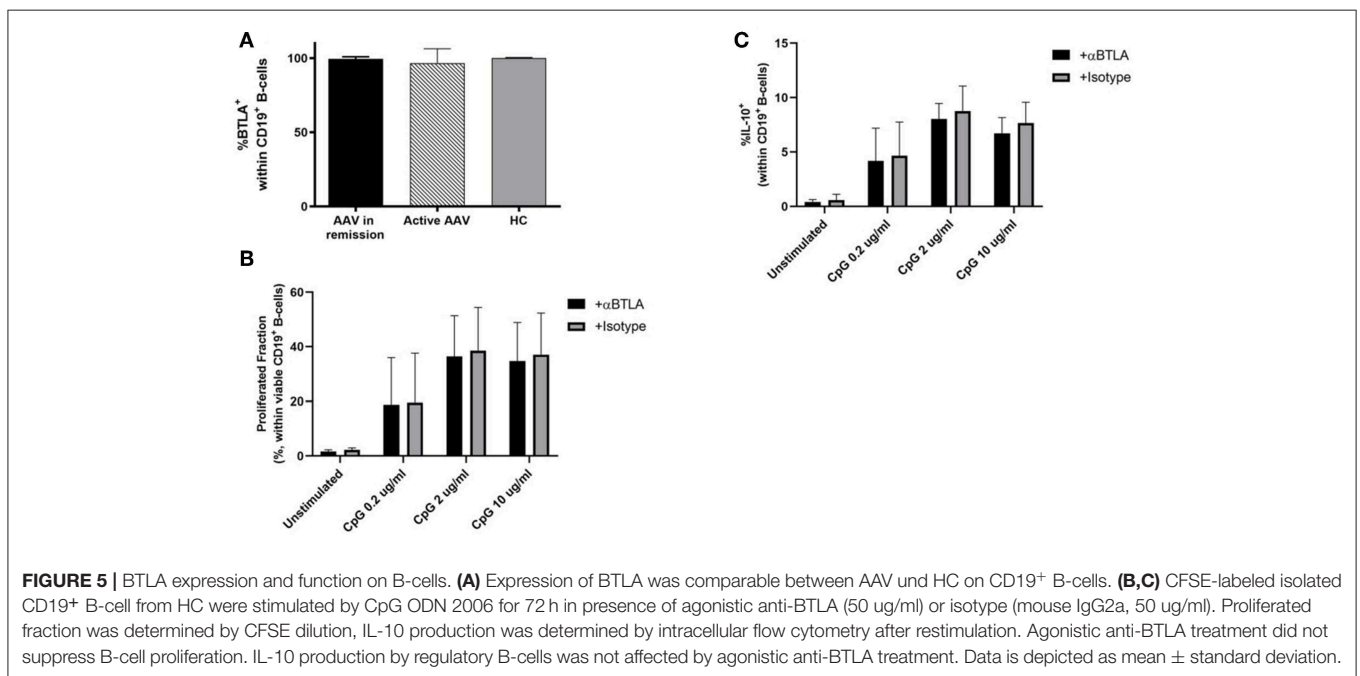 A
%BTLA⁺
within CD19⁺ B-cells
100
50
0
AAV in
remission
Active AAV
HC
B
Proliferated Fraction
(%, within viable CD19⁺ B-cells)
60
40
20
0
Unstimulated
CpG 0.2 ug/ml
CpG 2 ug/ml
CpG 10 ug/ml
+αBTLA
+Isotype
C
%IL-10⁺
(within CD19⁺ B-cells)
15
10
5
0
Unstimulated
CpG 0.2 ug/ml
CpG 2 ug/ml
CpG 10 ug/ml
+αBTLA
+Isotype
FIGURE 5 | BTLA expression and function on B-cells. (A) Expression of BTLA was comparable between AAV und HC on CD19⁺ B-cells. (B,C) CFSE-labeled isolated
CD19+ B-cell from HC were stimulated by CpG ODN 2006 for 72 h in presence of agonistic anti-BTLA (50 ug/ml) or isotype (mouse IgG2a, 50 ug/ml). Proliferated
fraction was determined by CFSE dilution, IL-10 production was determined by intracellular flow cytometry after restimulation. Agonistic anti-BTLA treatment did not
suppress B-cell proliferation. IL-10 production by regulatory B-cells was not affected by agonistic anti-BTLA treatment. Data is depicted as mean ± standard deviation.